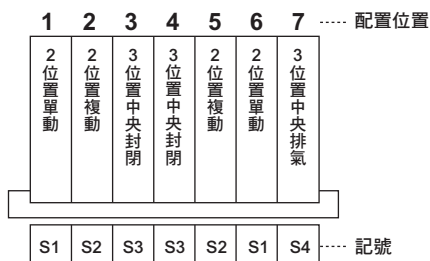 1 2 3 4 5 6 7 ----- 配置位置
2位置單動
2位置複動
3位置中央封閉
3位置中央封閉
2位置複動
2位置單動
3位置中央排氣
S1 S2 S3 S3 S2 S1 S4 ----- 記號